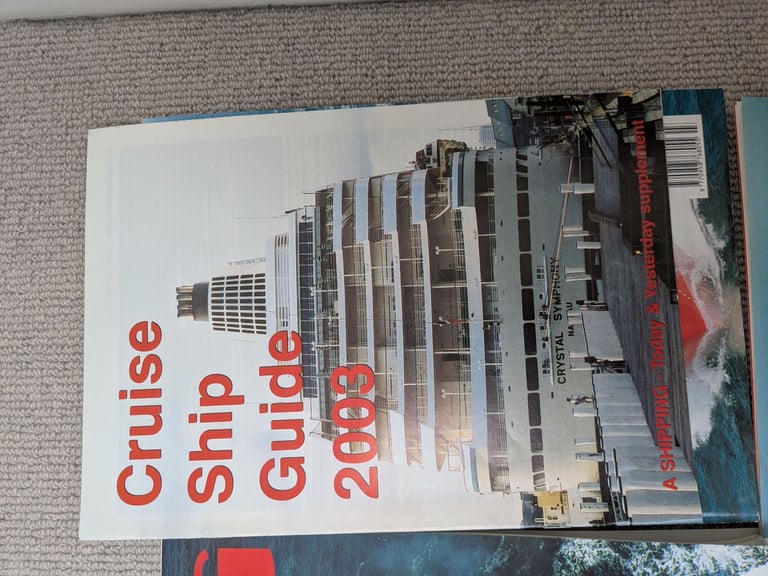 Cruise
Ship
Guide
2003
CRYSTAL SYMPHONY
A SHIPPING Today & Yesterday supplement